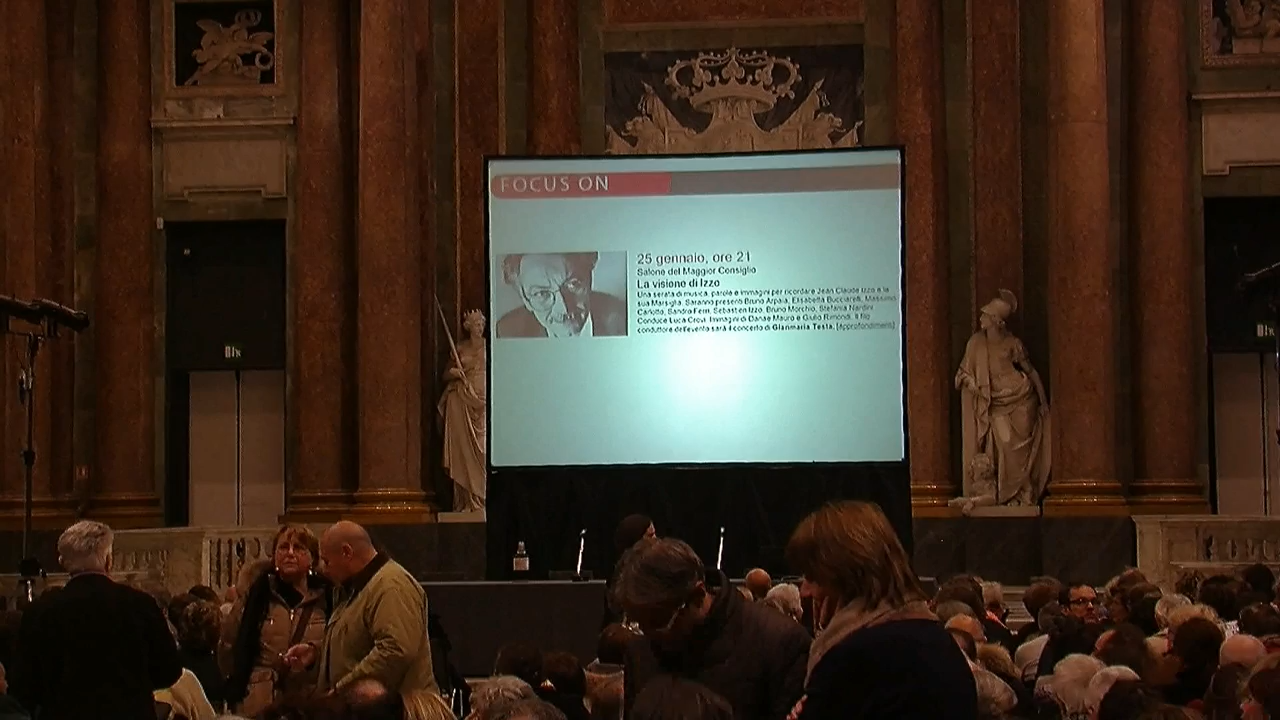 FOCUS ON
25 gennaio, ore 21
Salone del Maggior Consiglio
La visione di Izzo
Una serata di musica, parole e immagini per ricordare Jean Claude Izzo e la
sua Marsiglia. Saranno presenti Bruno Arpaia, Elisabetta Bucciarelli, Massimo
Carlotto, Sandro Ferri, Sebastien Izzo, Bruno Morchio, Stefania Nardini
Conduce Luca Crovi. Immagini di Danae Mauro e Giulio Rimondi. Il filo
conduttore dell'evento sarà il concerto di Gianmaria Testa. [approfondimenti]